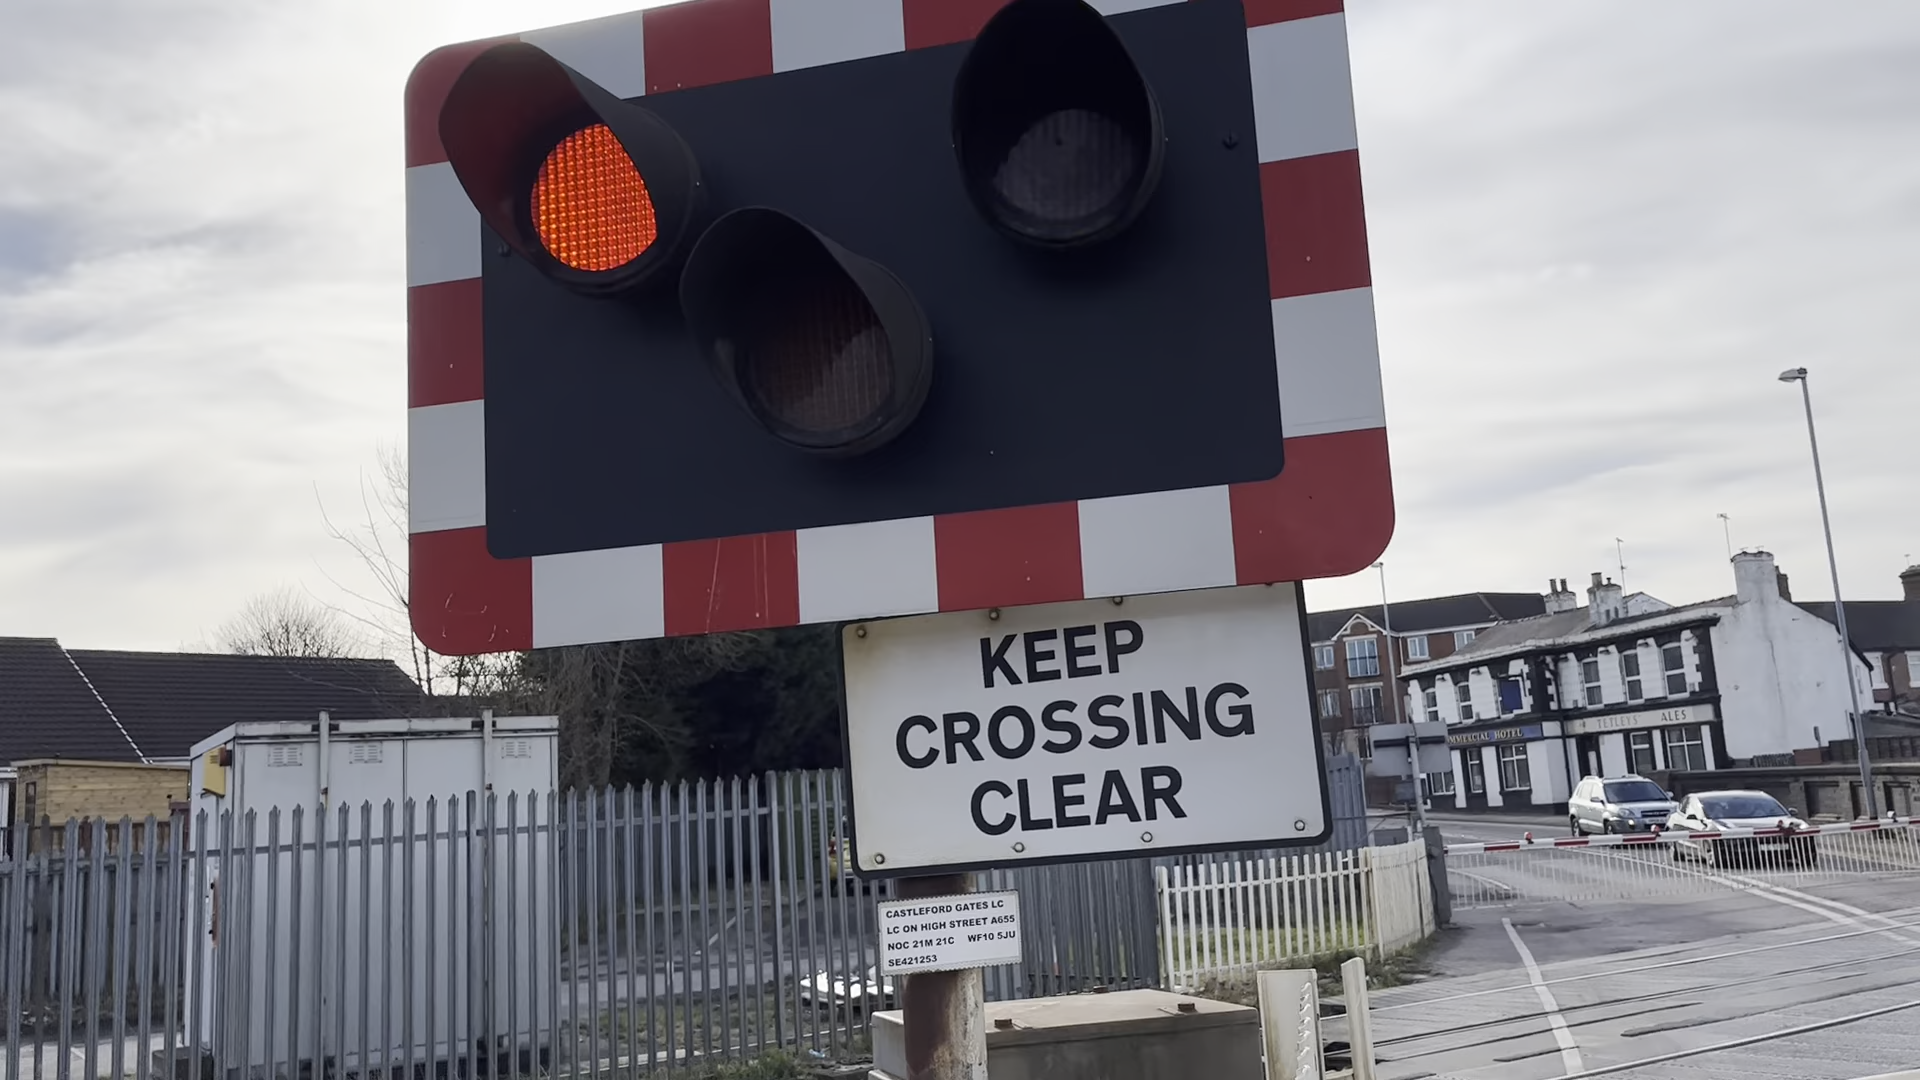 KEEP
CROSSING
CLEAR
CASTLEFORD GATES LC
LC ON HIGH STREET A655
NOC 21M 21C WF10 5JU
SE421253
TETLEYS' ALES
HOTEL